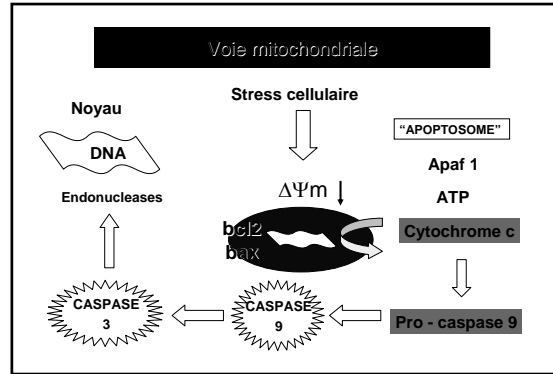 Voie mitochondriale
Stress cellulaire
Noyau
DNA
Endonucleases
“APOPTOSOME”
Apaf 1
ATP
ΔΨm
bcl2
bax
Cytochrome c
Pro - caspase 9
CASPASE
9
CASPASE
3